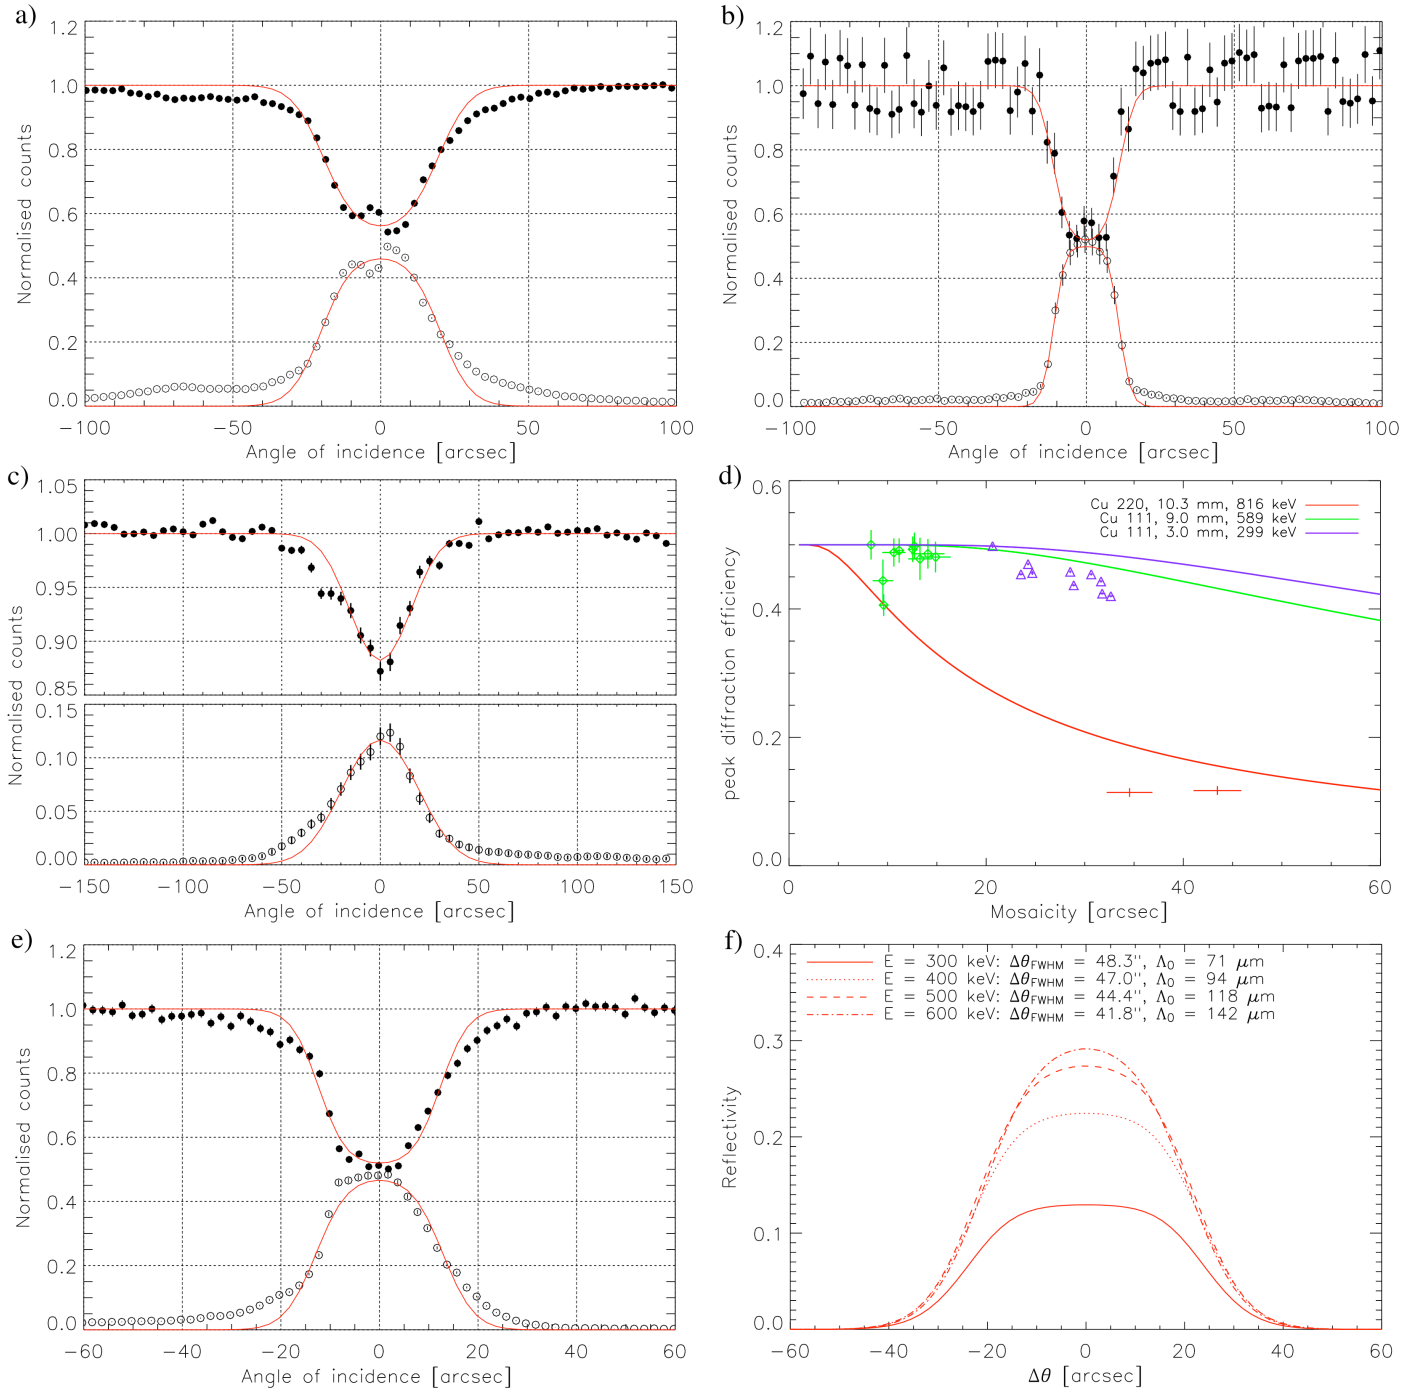 a)
1.2
1.0
0.8
0.6
0.4
0.2
0.0
Normalised counts
−100 −50 0 50 100
Angle of incidence [arcsec]
b)
1.2
1.0
0.8
0.6
0.4
0.2
0.0
Normalised counts
−100 −50 0 50 100
Angle of incidence [arcsec]
c)
1.05
1.00
0.95
0.90
0.85
0.15
0.10
0.05
0.00
Normalised counts
−150 −100 −50 0 50 100 150
Angle of incidence [arcsec]
d)
0.6
0.4
0.2
0.0
peak diffraction efficiency
Cu 220, 10.3 mm, 816 keV
Cu 111, 9.0 mm, 589 keV
Cu 111, 3.0 mm, 299 keV
0 20 40 60
Mosaicity [arcsec]
e)
1.2
1.0
0.8
0.6
0.4
0.2
0.0
Normalised counts
−60 −40 −20 0 20 40 60
Angle of incidence [arcsec]
f)
0.4
0.3
0.2
0.1
0.0
Reflectivity
E = 300 keV: ΔθFWHM = 48.3", Λ0 = 71 μm
E = 400 keV: ΔθFWHM = 47.0", Λ0 = 94 μm
E = 500 keV: ΔθFWHM = 44.4", Λ0 = 118 μm
E = 600 keV: ΔθFWHM = 41.8", Λ0 = 142 μm
−60 −40 −20 0 20 40 60
Δθ [arcsec]